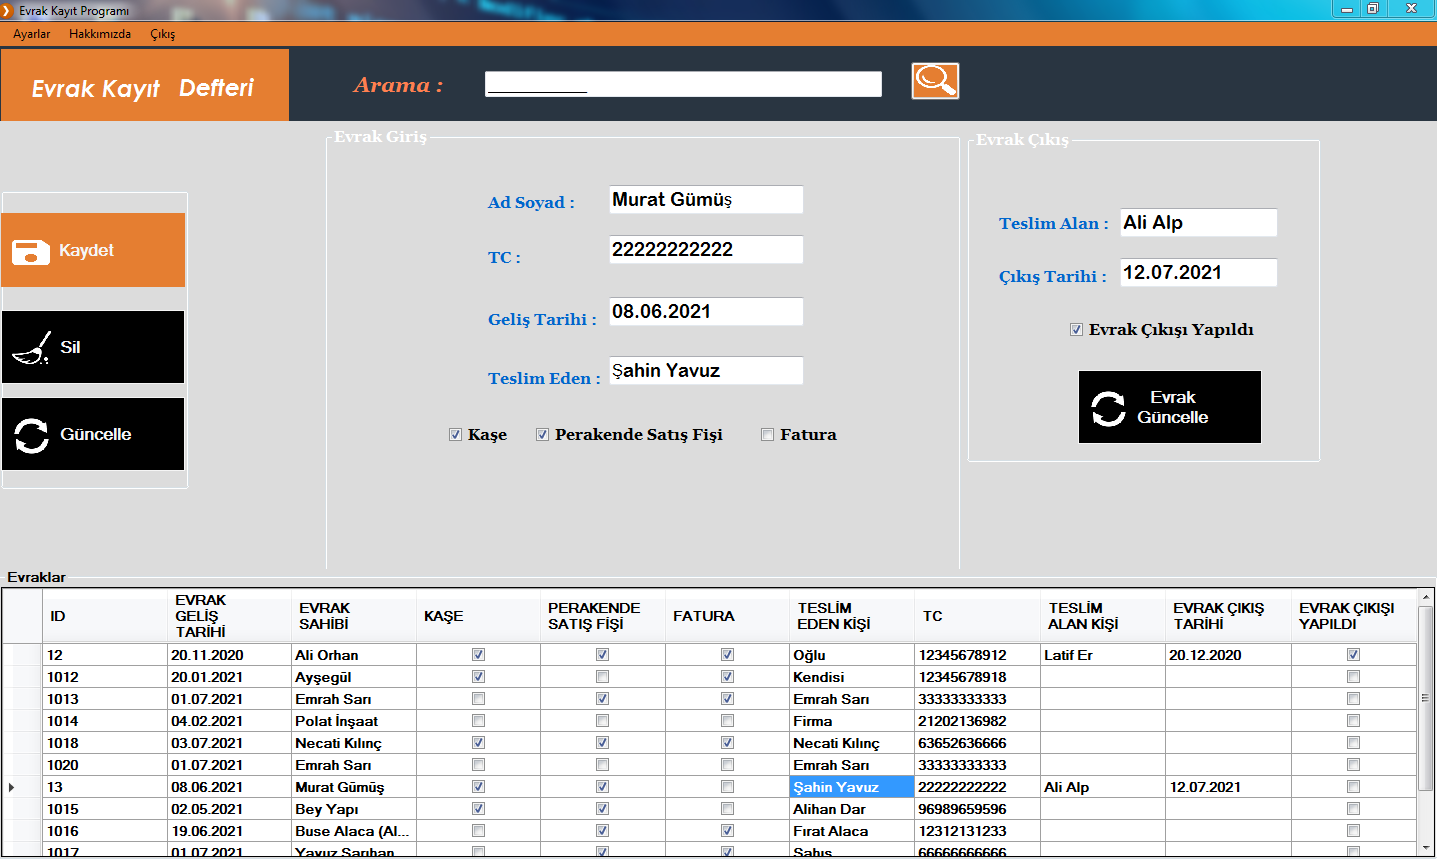 Evrak Kayıt Programı
Ayarlar Hakkımızda Çıkış
Evrak Kayıt Defteri
Arama :
Evrak Giriş
Ad Soyad : Murat Gümüş
TC : 22222222222
Geliş Tarihi : 08.06.2021
Teslim Eden : Şahin Yavuz
Kaşe Perakende Satış Fişi Fatura
Evrak Çıkış
Teslim Alan : Ali Alp
Çıkış Tarihi : 12.07.2021
Evrak Çıkışı Yapıldı
Evrak
Güncelle
Kaydet
Sil
Güncelle
Evraklar
ID EVRAK GELİŞ TARİHİ EVRAK SAHİBİ KAŞE PERAKENDE SATIŞ FİŞİ FATURA TESLİM EDEN KİŞİ TC TESLİM ALAN KİŞİ EVRAK ÇIKIŞ TARİHİ EVRAK ÇIKIŞI YAPILDI
12 20.11.2020 Ali Orhan Oğlu 12345678912 Latif Er 20.12.2020
1012 20.01.2021 Ayşegül Kendisi 12345678918
1013 01.07.2021 Emrah Sarı Emrah Sarı 33333333333
1014 04.02.2021 Polat İnşaat Firma 21202136982
1018 03.07.2021 Necati Kılınç Necati Kılınç 63652636666
1020 01.07.2021 Emrah Sarı Emrah Sarı 33333333333
13 08.06.2021 Murat Gümüş Şahin Yavuz 22222222222 Ali Alp 12.07.2021
1015 02.05.2021 Bey Yapı Alihan Dar 96989659596
1016 19.06.2021 Buse Alaca (Al... Fırat Alaca 12312131233
1017 01.07.2021 Yavuz Sarıhan Şahıs 66666666666